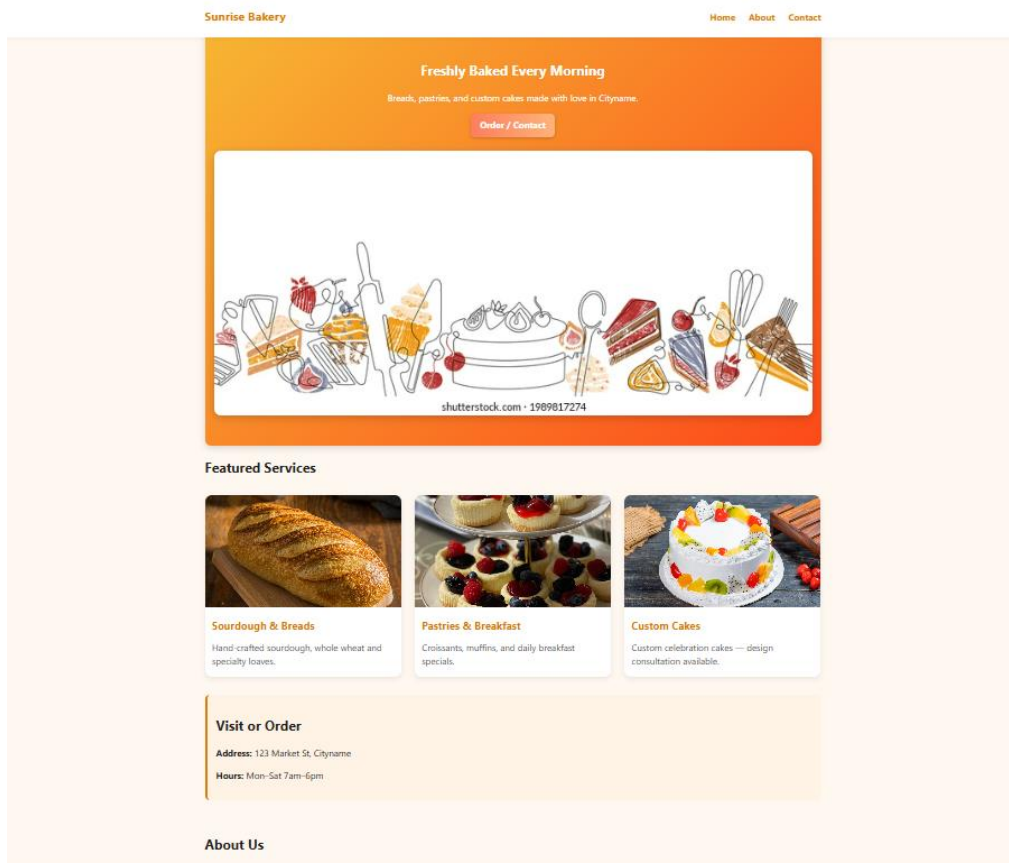 Sunrise Bakery
Home About Contact
Freshly Baked Every Morning
Breads, pastries, and custom cakes made with love in Cityname.
Order / Contact
shutterstock.com · 1989817274
Featured Services
Sourdough & Breads
Hand-crafted sourdough, whole wheat and
specialty loaves.
Pastries & Breakfast
Croissants, muffins, and daily breakfast
specials.
Custom Cakes
Custom celebration cakes — design
consultation available.
Visit or Order
Address: 123 Market St, Cityname
Hours: Mon–Sat 7am–6pm
About Us